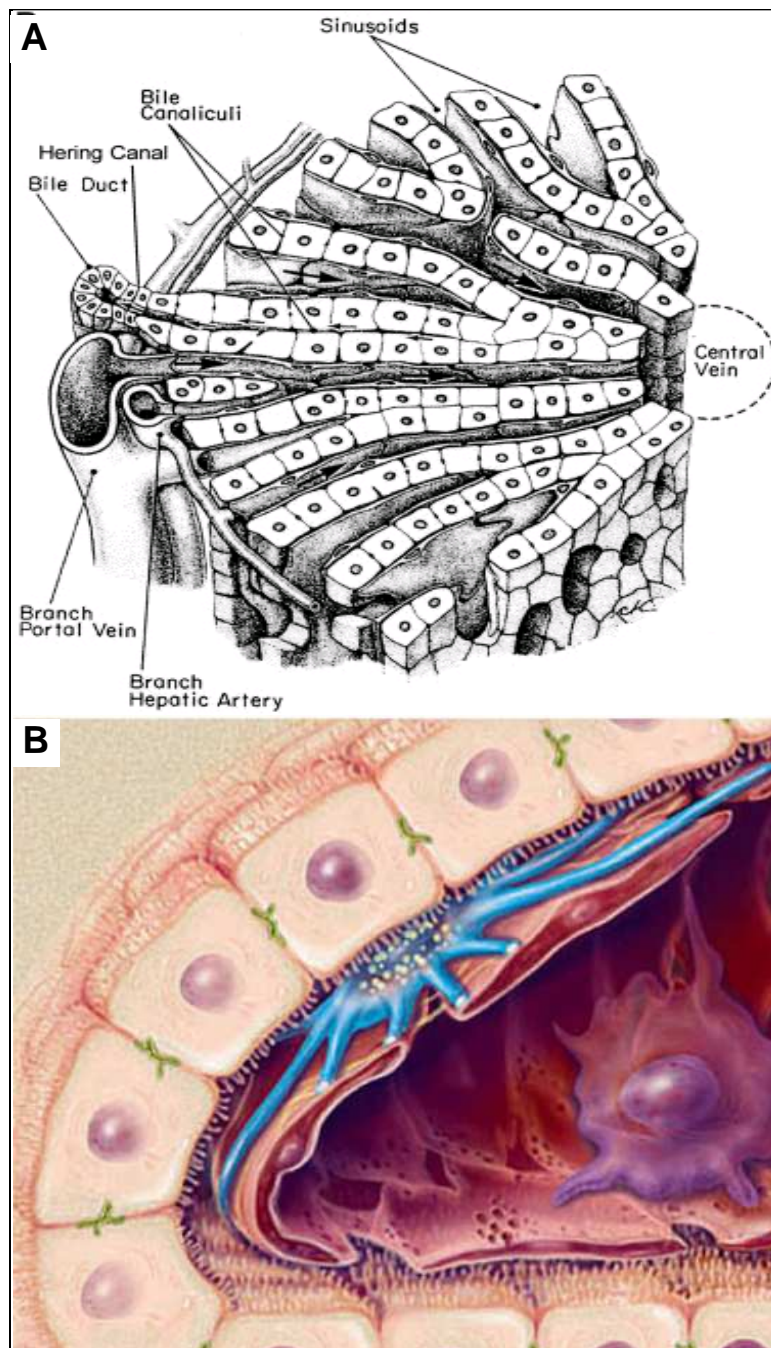 A
Sinusoids
Bile
Canaliculi
Hering Canal
Bile Duct
Central
Vein
Branch
Portal Vein
Branch
Hepatic Artery
B